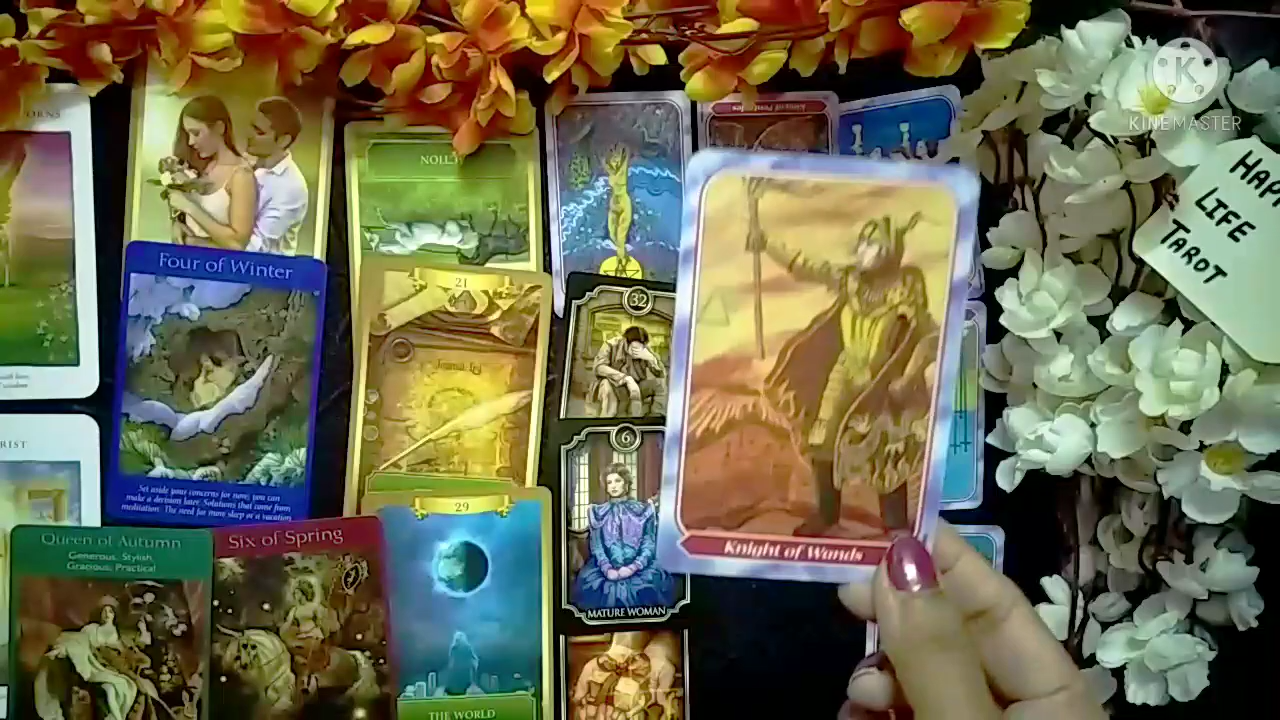 KINEMASTER
HAP
LIFE
TAROT
Four of Winter
Set aside your concerns for now; you can
make a decision later. Solutions that come from
meditation. The need for more sleep or a vacation
21
32
6
MATURE WOMAN
Knight of Wands
Queen of Autumn
Generous, Stylish,
Gracious, Practical
Six of Spring
29
THE WORLD